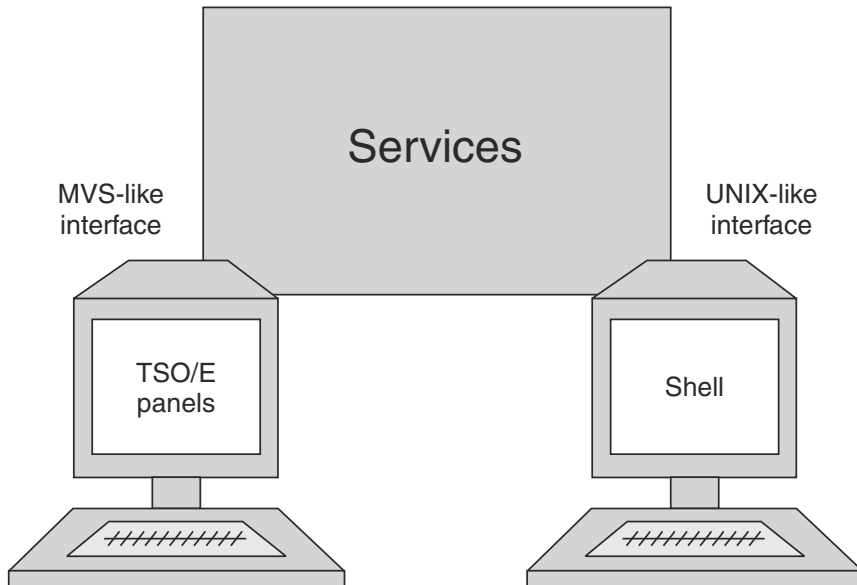 Services
MVS-like
interface
UNIX-like
interface
TSO/E
panels
Shell